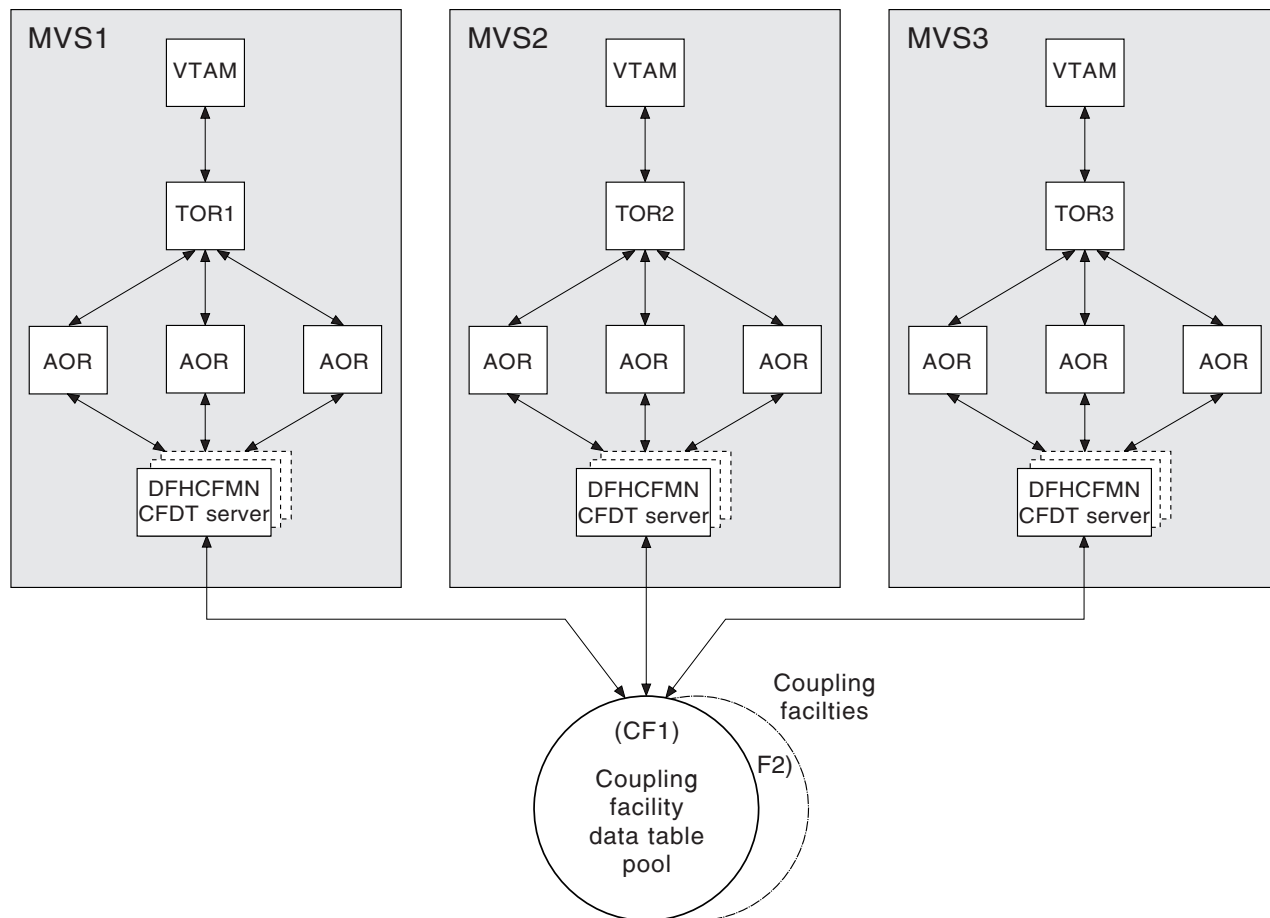 MVS1
VTAM
TOR1
AOR
AOR
AOR
DFHCFMN
CFDT server
MVS2
VTAM
TOR2
AOR
AOR
AOR
DFHCFMN
CFDT server
MVS3
VTAM
TOR3
AOR
AOR
AOR
DFHCFMN
CFDT server
Coupling
facilties
(CF1)
F2)
Coupling
facility
data table
pool